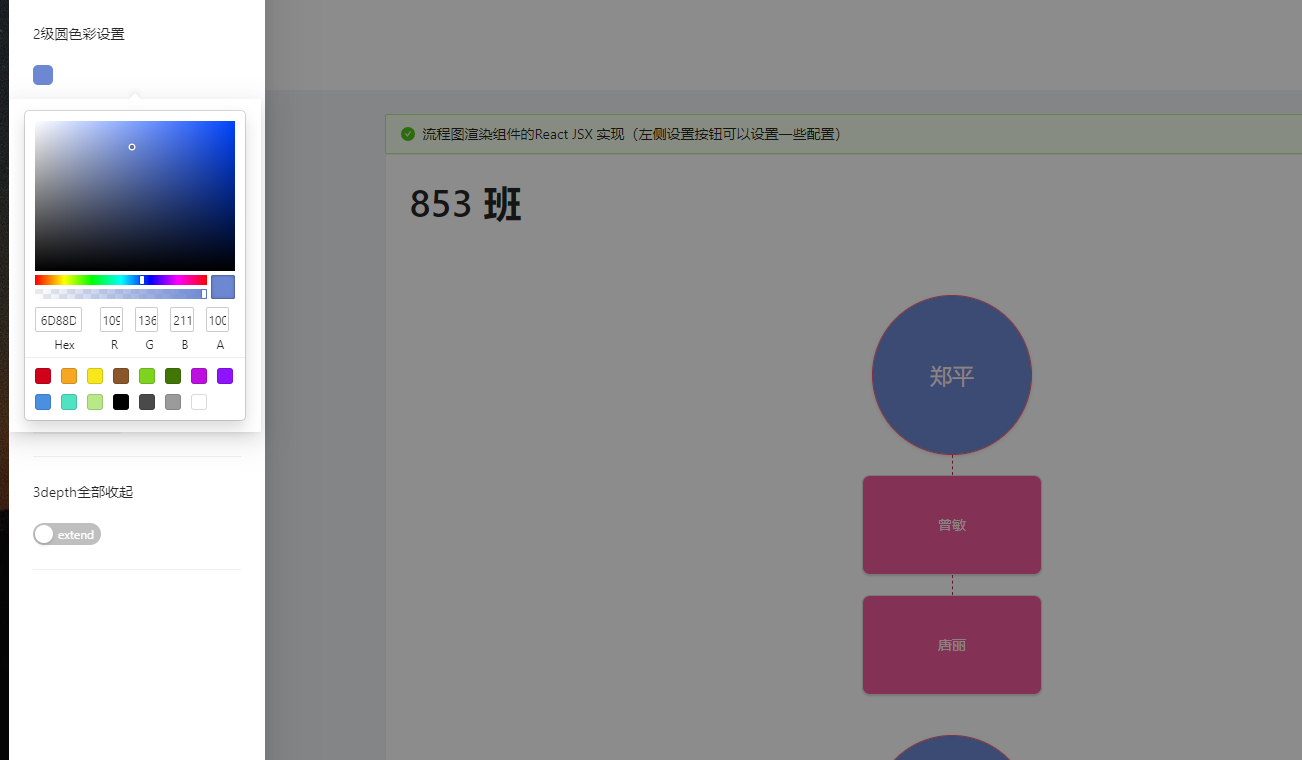 2级圆色彩设置
6D88D
109
136
211
100
Hex
R
G
B
A
3depth全部收起
extend
流程图渲染组件的React JSX 实现（左侧设置按钮可以设置一些配置）
853 班
郑平
曾敏
唐丽